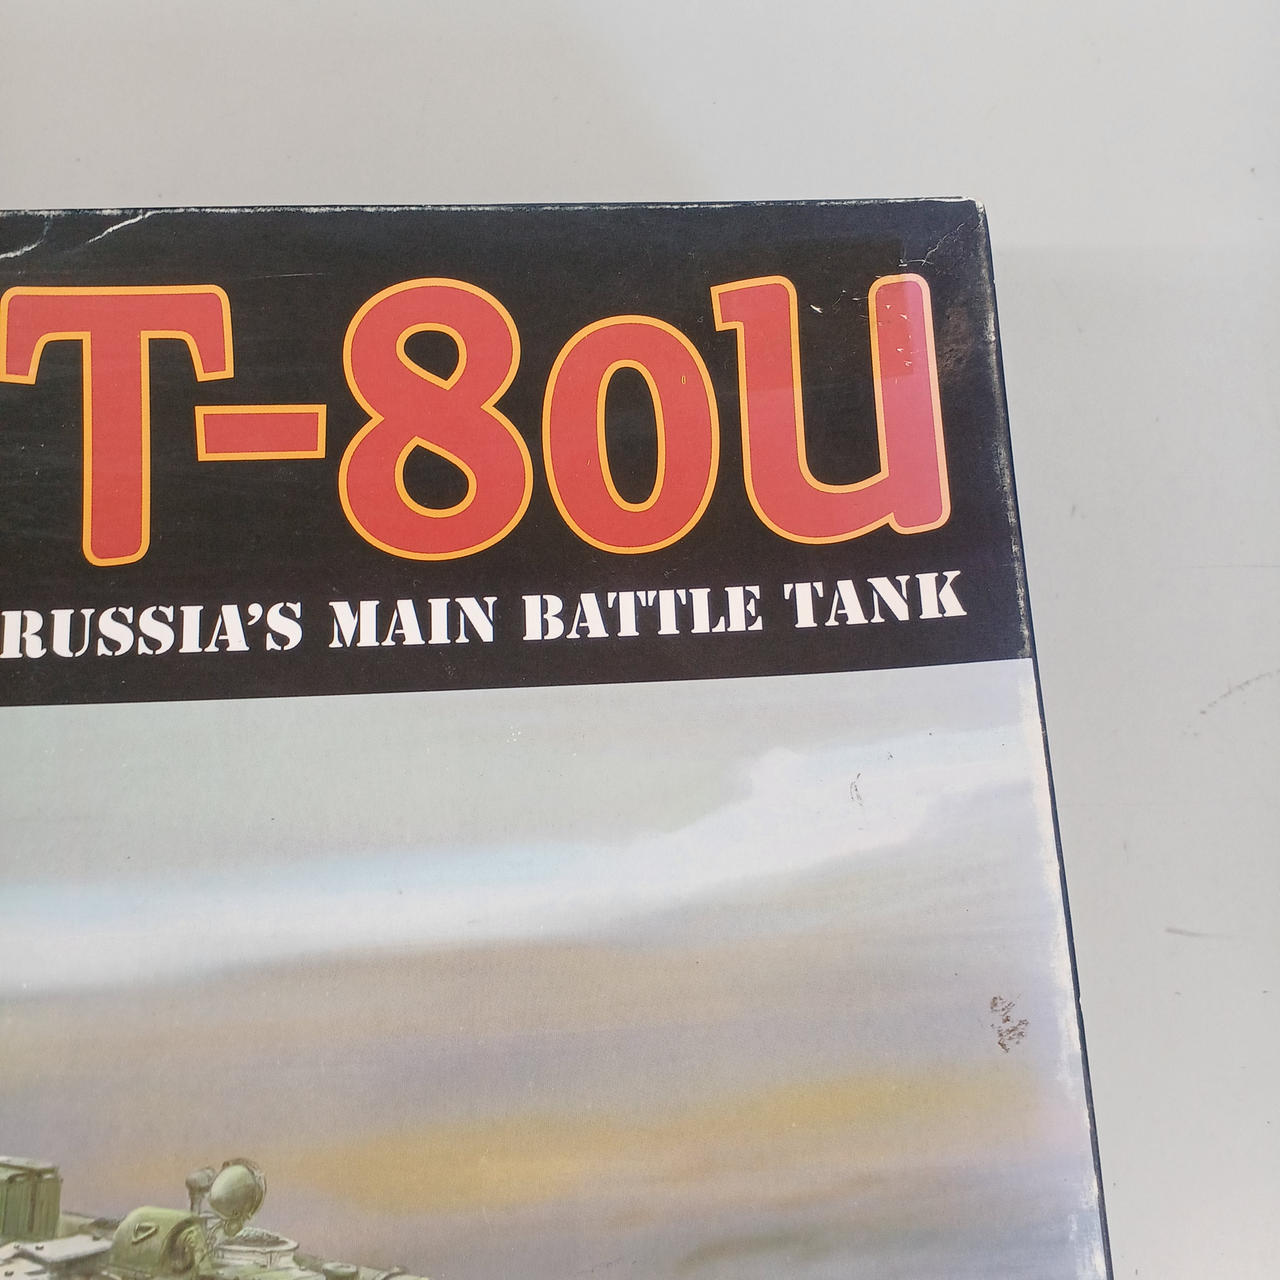 T-80U
RUSSIA'S MAIN BATTLE TANK